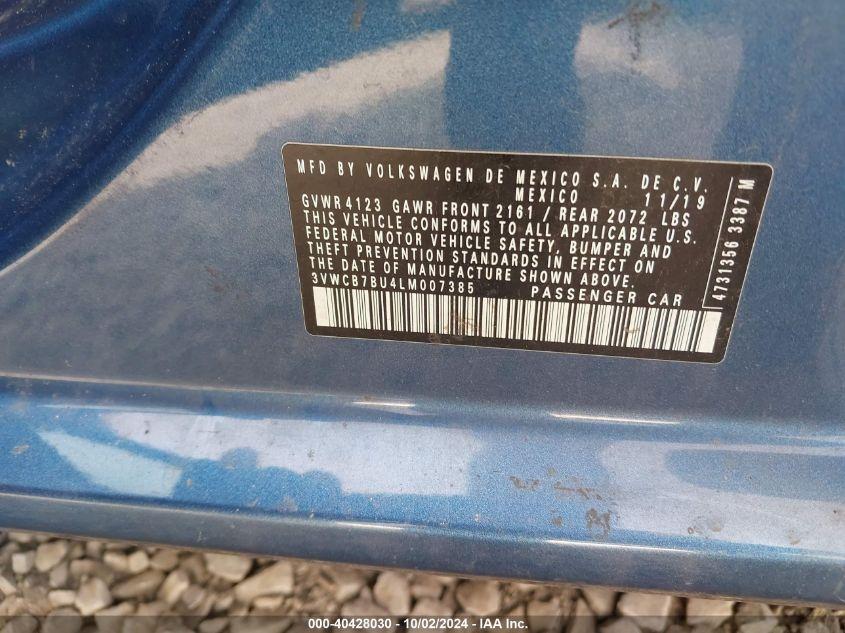 MFD BY VOLKSWAGEN DE MEXICO S.A. DE C.V.
MEXICO 11/19
GVWR 4123 GAWR FRONT 2161 / REAR 2072 LBS
THIS VEHICLE CONFORMS TO ALL APPLICABLE U.S.
FEDERAL MOTOR VEHICLE SAFETY, BUMPER AND
THEFT PREVENTION STANDARDS IN EFFECT ON
THE DATE OF MANUFACTURE SHOWN ABOVE.
3VWCB7BU4LM007385 PASSENGER CAR
4731356 3387 M
000-40428030 - 10/02/2024 - IAA Inc.